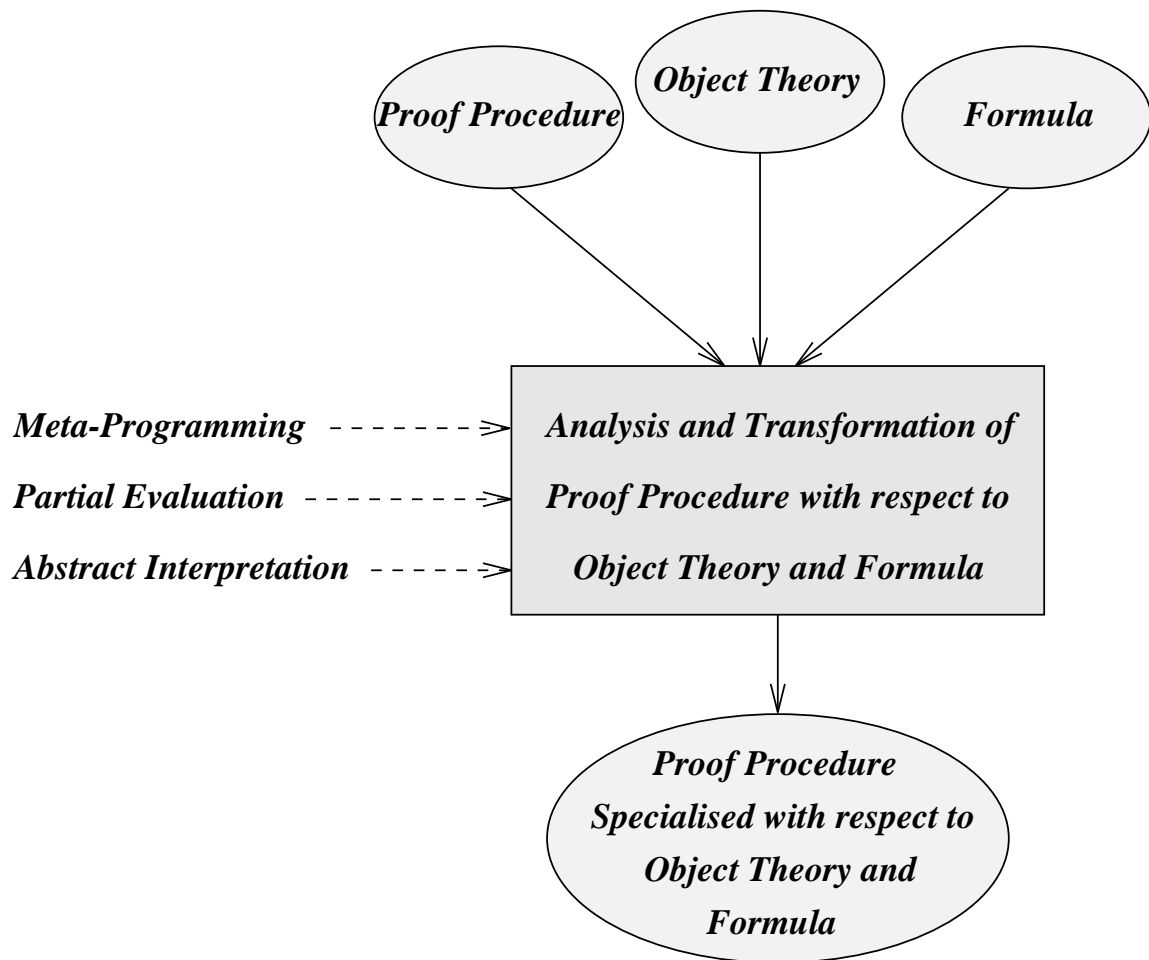 Proof Procedure
Object Theory
Formula
Meta-Programming
Partial Evaluation
Abstract Interpretation
Analysis and Transformation of
Proof Procedure with respect to
Object Theory and Formula
Proof Procedure
Specialised with respect to
Object Theory and
Formula